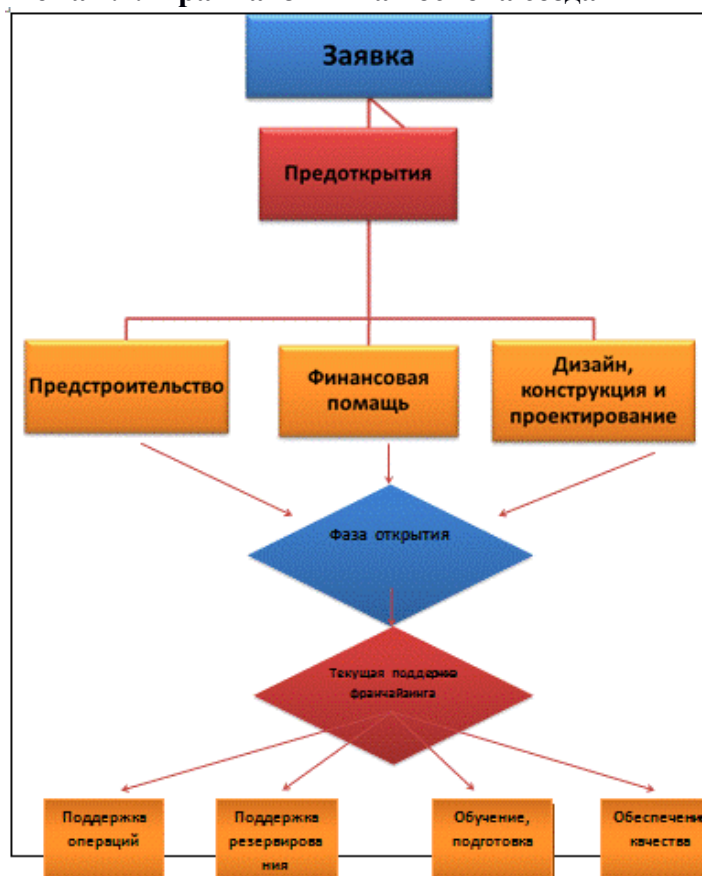 Заявка
Предоткрытия
Предстроительство
Финансовая
помащь
Дизайн,
конструкция и
проектирование
Фаза открытия
Текущая поддержка
франчайзинга
Поддержка
операций
Поддержка
резервирова
ния
Обучение,
подготовка
Обеспечение
качества